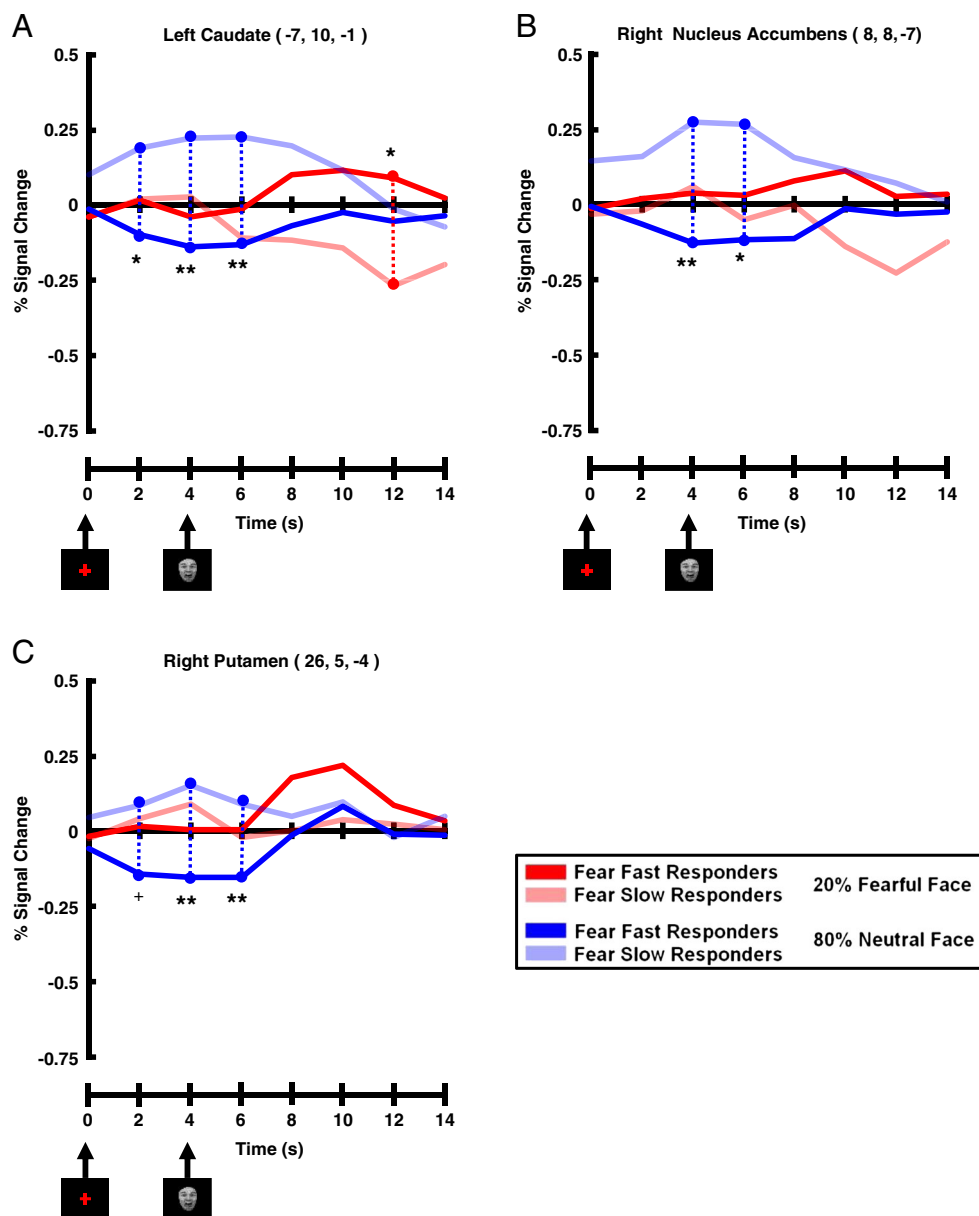 A
Left Caudate ( -7, 10, -1 )
0.5
0.25
0
-0.25
-0.5
-0.75
% Signal Change
*
*
**
**
0 2 4 6 8 10 12 14
Time (s)
B
Right Nucleus Accumbens ( 8, 8, -7)
0.5
0.25
0
-0.25
-0.5
-0.75
% Signal Change
**
*
0 2 4 6 8 10 12 14
Time (s)
C
Right Putamen ( 26, 5, -4 )
0.5
0.25
0
-0.25
-0.5
-0.75
% Signal Change
+
**
**
0 2 4 6 8 10 12 14
Time (s)
Fear Fast Responders
Fear Slow Responders
20% Fearful Face
Fear Fast Responders
Fear Slow Responders
80% Neutral Face